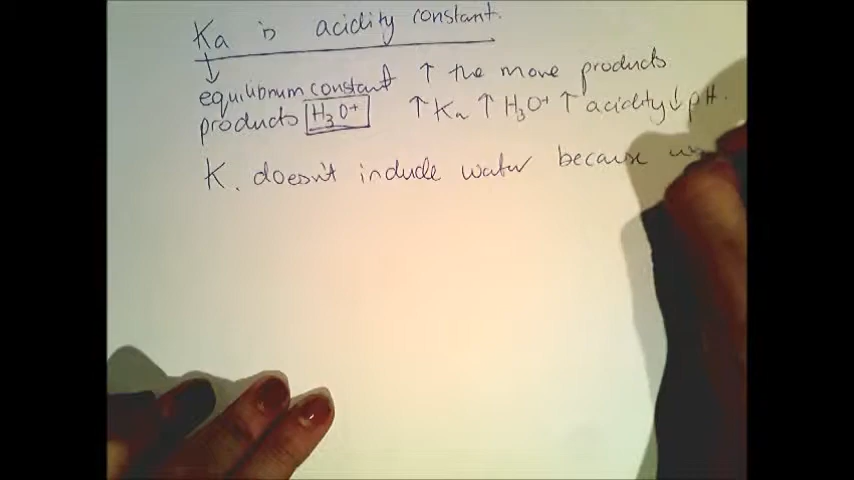 Ka is acidity constant.
↓
equilibrium constant ↑ the more products
products H₃O⁺ ↑ Ka ↑ H₃O⁺ ↑ acidity ↓ pH.
K. doesn't include water because